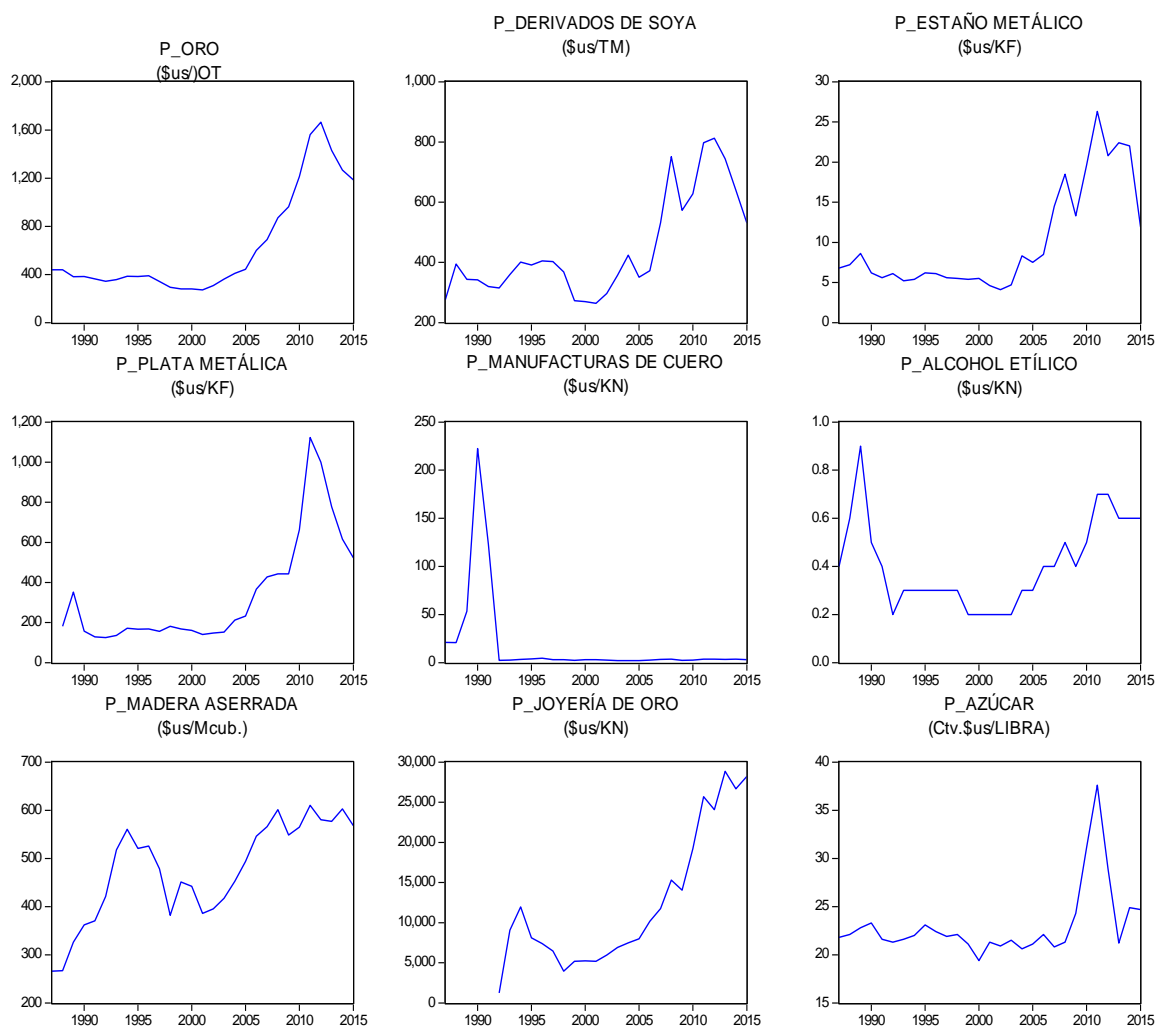 P_ORO
($us/)OT
2,000
1,600
1,200
800
400
0
1990 1995 2000 2005 2010 2015
P_DERIVADOS DE SOYA
($us/TM)
1,000
800
600
400
200
1990 1995 2000 2005 2010 2015
P_ESTAÑO METÁLICO
($us/KF)
30
25
20
15
10
5
0
1990 1995 2000 2005 2010 2015
P_PLATA METÁLICA
($us/KF)
1,200
1,000
800
600
400
200
0
1990 1995 2000 2005 2010 2015
P_MANUFACTURAS DE CUERO
($us/KN)
250
200
150
100
50
0
1990 1995 2000 2005 2010 2015
P_ALCOHOL ETÍLICO
($us/KN)
1.0
0.8
0.6
0.4
0.2
0.0
1990 1995 2000 2005 2010 2015
P_MADERA ASERRADA
($us/Mcub.)
700
600
500
400
300
200
1990 1995 2000 2005 2010 2015
P_JOYERÍA DE ORO
($us/KN)
30,000
25,000
20,000
15,000
10,000
5,000
0
1990 1995 2000 2005 2010 2015
P_AZÚCAR
(Ctv.$us/LIBRA)
40
35
30
25
20
15
1990 1995 2000 2005 2010 2015